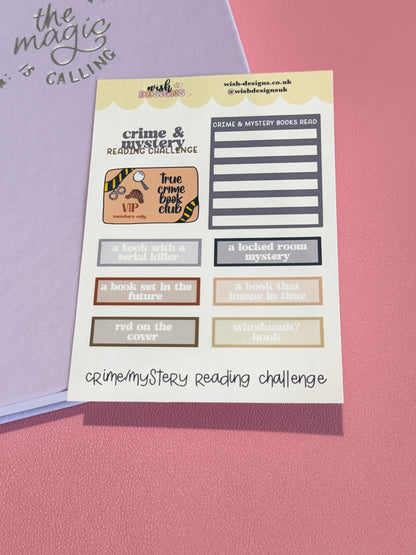 the
magic
is CALLING
wish
DESIGNS
wish-designs.co.uk
@wishdesignsuk
crime &
mystery
READING CHALLENGE
CRIME & MYSTERY BOOKS READ
VIP
members only
true
crime
book
club
a book with a
serial killer
a locked room
mystery
a book set in the
future
a book that
jumps in time
red on the
cover
whodunnit?
book
crime/mystery reading challenge